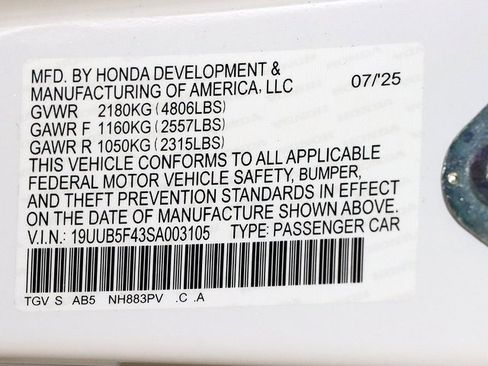 MFD. BY HONDA DEVELOPMENT &
MANUFACTURING OF AMERICA, LLC 07/'25
GVWR 2180KG (4806LBS)
GAWR F 1160KG (2557LBS)
GAWR R 1050KG (2315LBS)
THIS VEHICLE CONFORMS TO ALL APPLICABLE
FEDERAL MOTOR VEHICLE SAFETY, BUMPER,
AND THEFT PREVENTION STANDARDS IN EFFECT
ON THE DATE OF MANUFACTURE SHOWN ABOVE.
V.I.N.: 19UUB5F43SA003105 TYPE: PASSENGER CAR
TGV S AB5 NH883PV .C .A